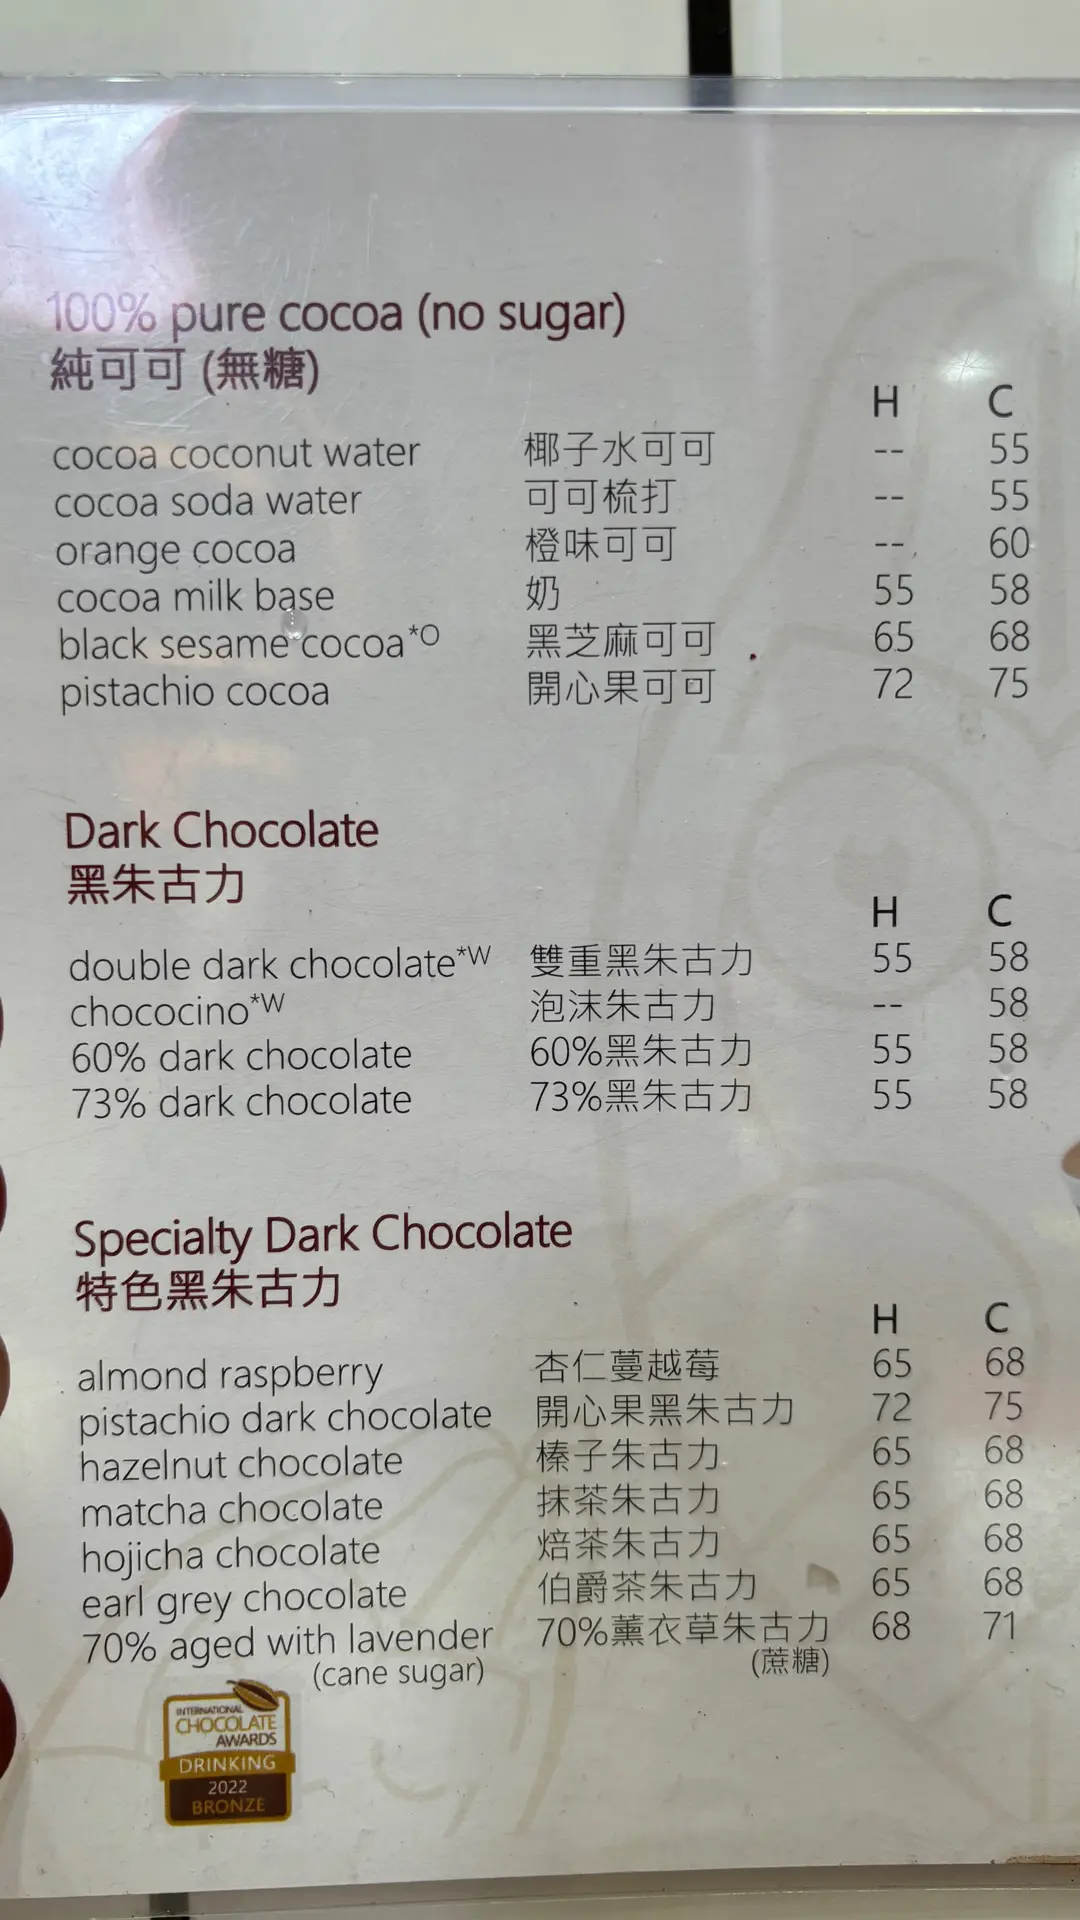 100% pure cocoa (no sugar)
純可可 (無糖)
H C
cocoa coconut water 椰子水可可 -- 55
cocoa soda water 可可梳打 -- 55
orange cocoa 橙味可可 -- 60
cocoa milk base 奶 55 58
black sesame cocoa*O 黑芝麻可可 65 68
pistachio cocoa 開心果可可 72 75
Dark Chocolate
黑朱古力
H C
double dark chocolate*W 雙重黑朱古力 55 58
chococino*W 泡沫朱古力 -- 58
60% dark chocolate 60%黑朱古力 55 58
73% dark chocolate 73%黑朱古力 55 58
Specialty Dark Chocolate
特色黑朱古力
H C
almond raspberry 杏仁蔓越莓 65 68
pistachio dark chocolate 開心果黑朱古力 72 75
hazelnut chocolate 榛子朱古力 65 68
matcha chocolate 抹茶朱古力 65 68
hojicha chocolate 焙茶朱古力 65 68
earl grey chocolate 伯爵茶朱古力 65 68
70% aged with lavender 70%薰衣草朱古力 68 71
(cane sugar) (蔗糖)
INTERNATIONAL
CHOCOLATE
AWARDS
DRINKING
2022
BRONZE